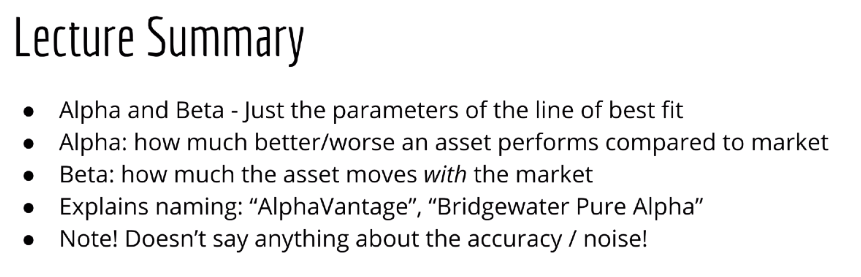 Lecture Summary
● Alpha and Beta - Just the parameters of the line of best fit
● Alpha: how much better/worse an asset performs compared to market
● Beta: how much the asset moves with the market
● Explains naming: “AlphaVantage”, “Bridgewater Pure Alpha”
● Note! Doesn’t say anything about the accuracy / noise!